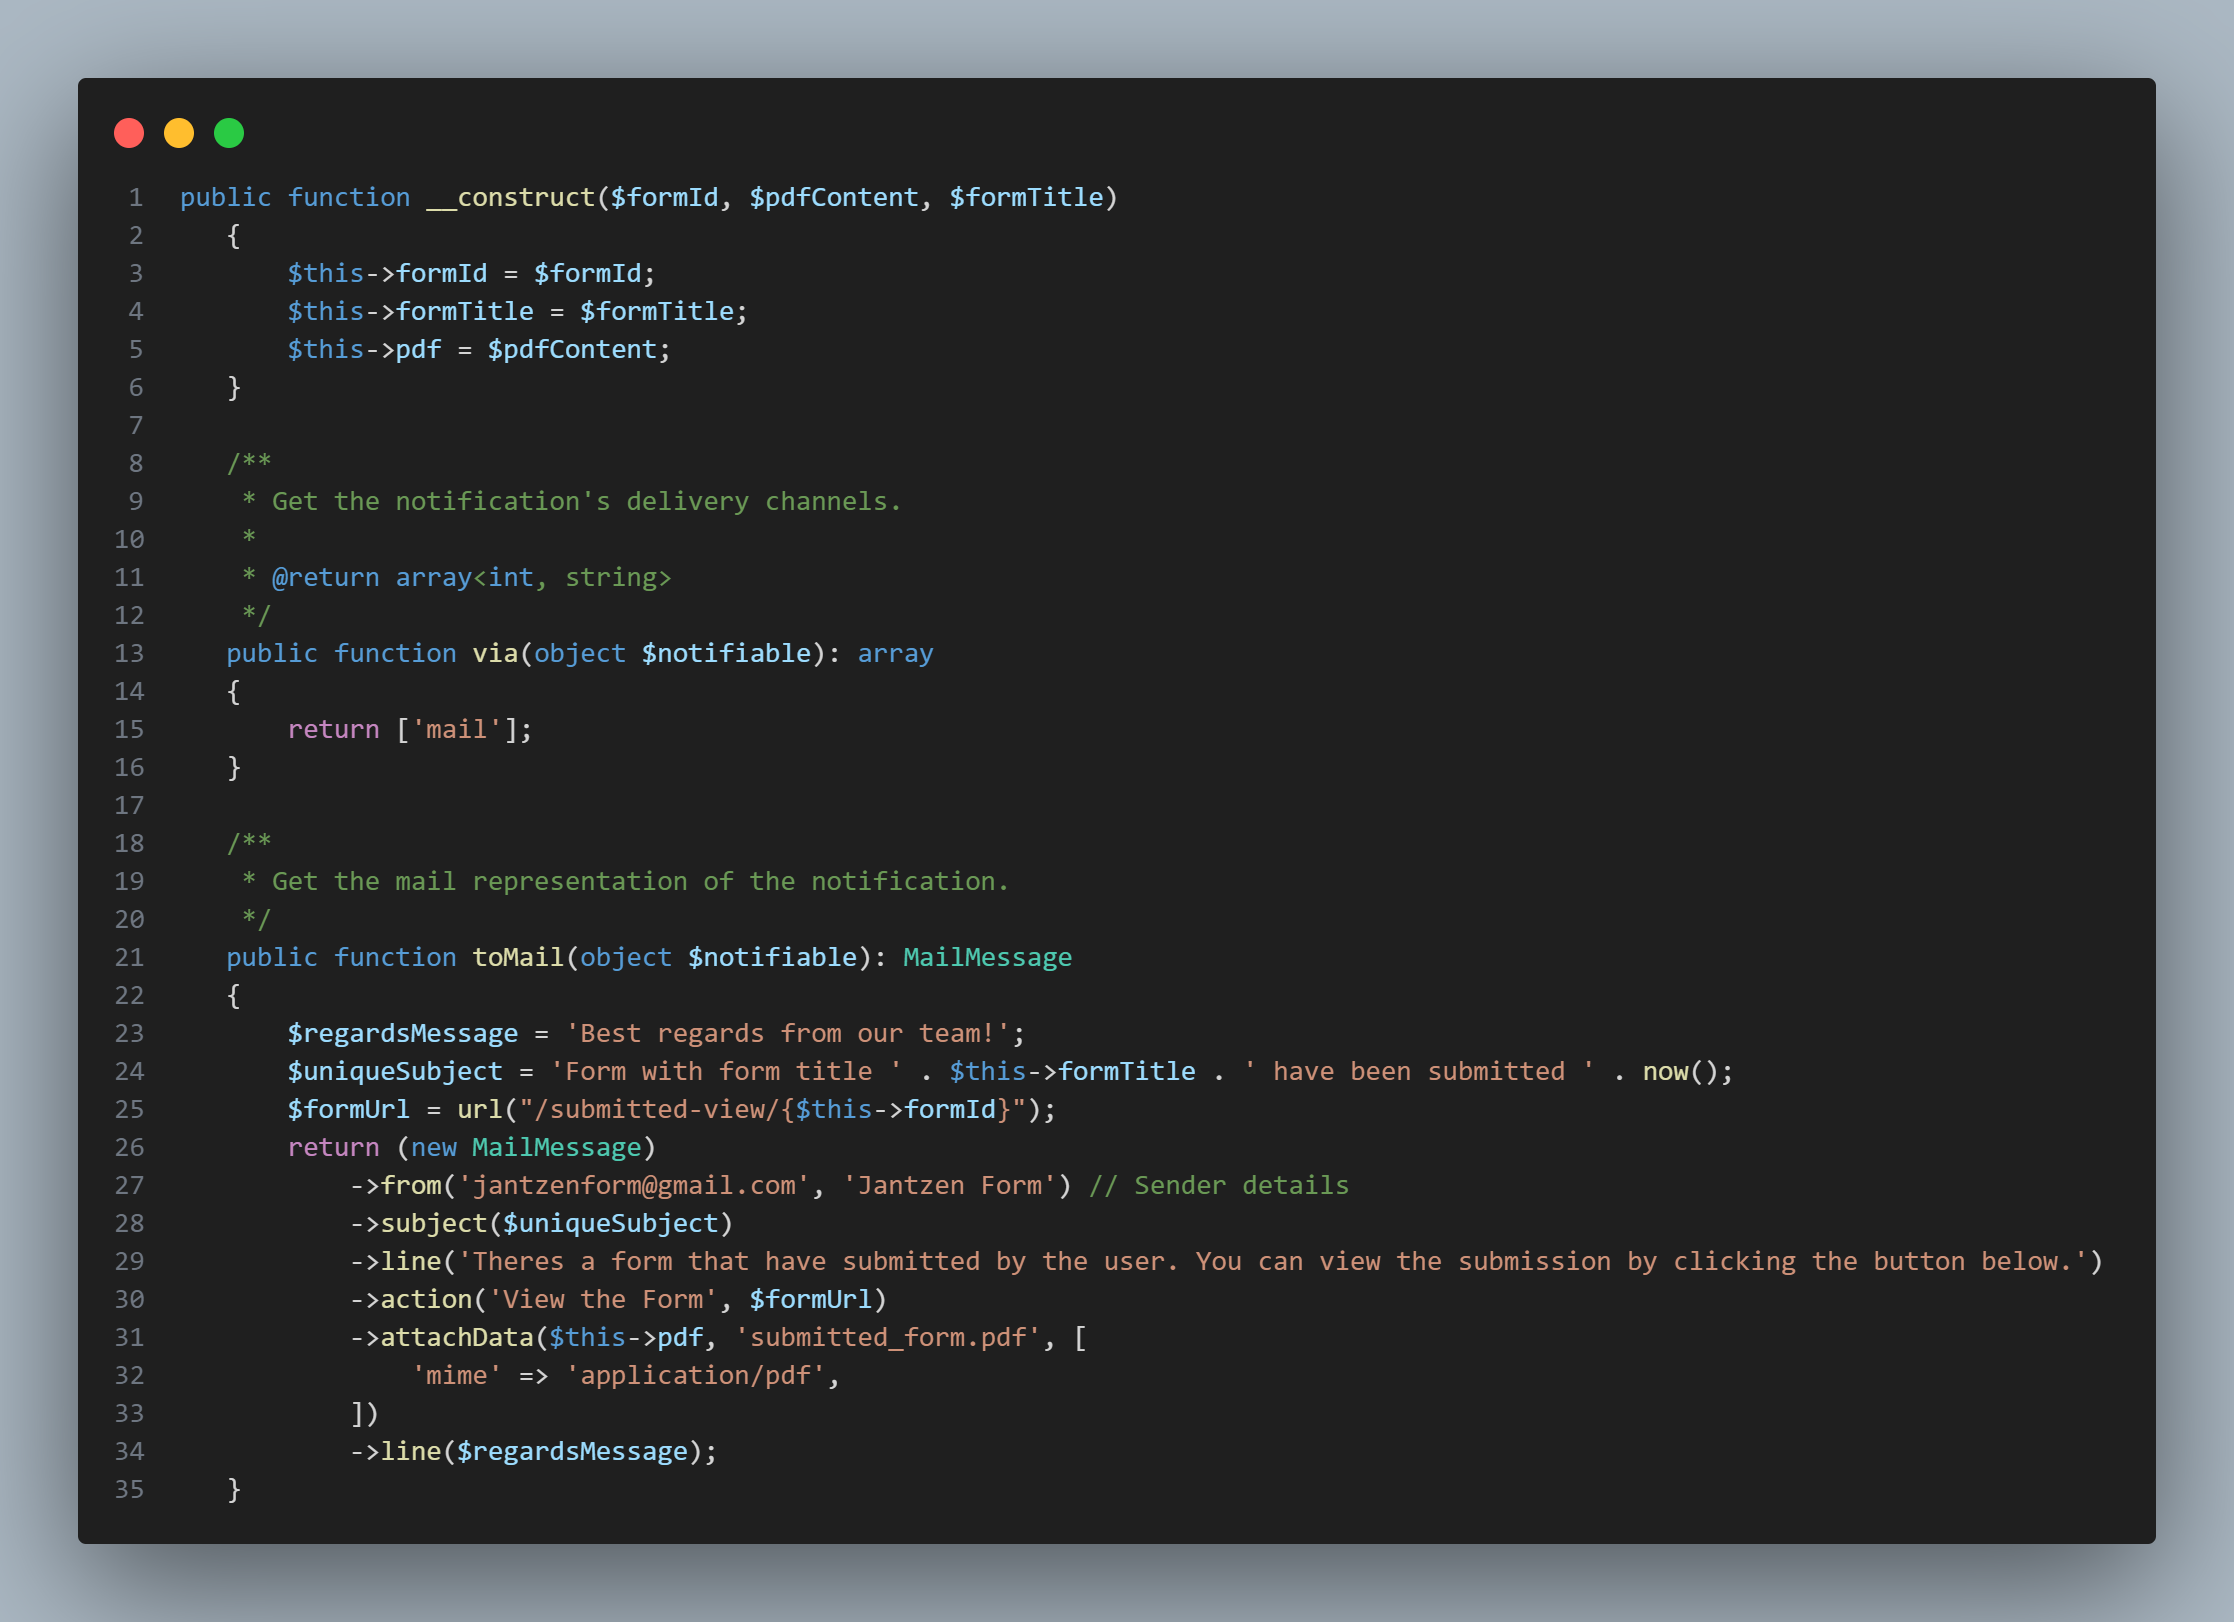 1 public function __construct($formId, $pdfContent, $formTitle)
2    {
3        $this->formId = $formId;
4        $this->formTitle = $formTitle;
5        $this->pdf = $pdfContent;
6    }
7
8    /**
9     * Get the notification's delivery channels.
10     *
11     * @return array<int, string>
12     */
13    public function via(object $notifiable): array
14    {
15        return ['mail'];
16    }
17
18    /**
19     * Get the mail representation of the notification.
20     */
21    public function toMail(object $notifiable): MailMessage
22    {
23        $regardsMessage = 'Best regards from our team!';
24        $uniqueSubject = 'Form with form title ' . $this->formTitle . ' have been submitted ' . now();
25        $formUrl = url("/submitted-view/{$this->formId}");
26        return (new MailMessage)
27            ->from('jantzenform@gmail.com', 'Jantzen Form') // Sender details
28            ->subject($uniqueSubject)
29            ->line('Theres a form that have submitted by the user. You can view the submission by clicking the button below.')
30            ->action('View the Form', $formUrl)
31            ->attachData($this->pdf, 'submitted_form.pdf', [
32                'mime' => 'application/pdf',
33            ])
34            ->line($regardsMessage);
35    }